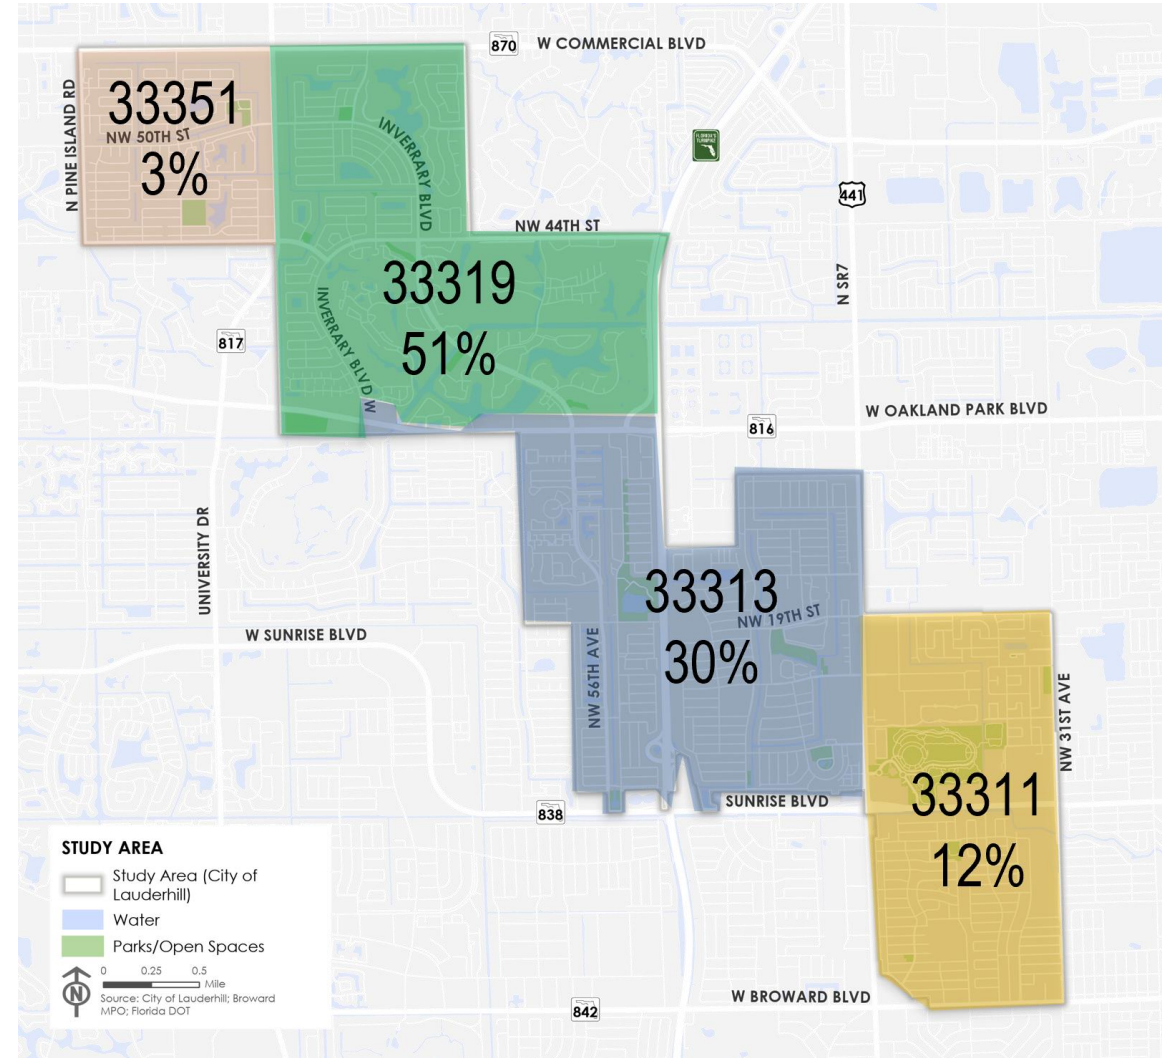 870 W COMMERCIAL BLVD
N PINE ISLAND RD
33351
NW 50TH ST
3%
INVERRARY BLVD
FLORIDA'S TURNPIKE
441
NW 44TH ST
N SR7
33319
51%
INVERRARY BLVD W
817
W OAKLAND PARK BLVD
816
UNIVERSITY DR
33313
NW 19TH ST
30%
W SUNRISE BLVD
NW 56TH AVE
NW 31ST AVE
33311
12%
SUNRISE BLVD
838
STUDY AREA
Study Area (City of
Lauderhill)
Water
Parks/Open Spaces
N
0 0.25 0.5
Mile
Source: City of Lauderhill; Broward
MPO; Florida DOT
W BROWARD BLVD
842